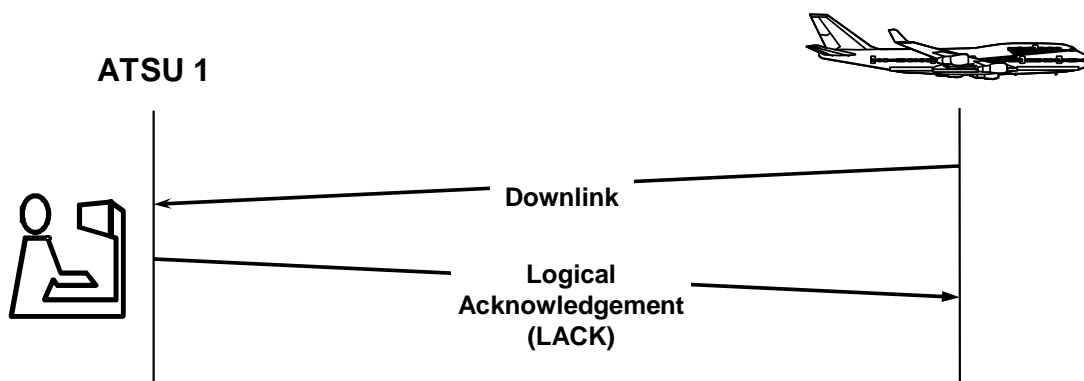 ATSU 1
Downlink
Logical
Acknowledgement
(LACK)